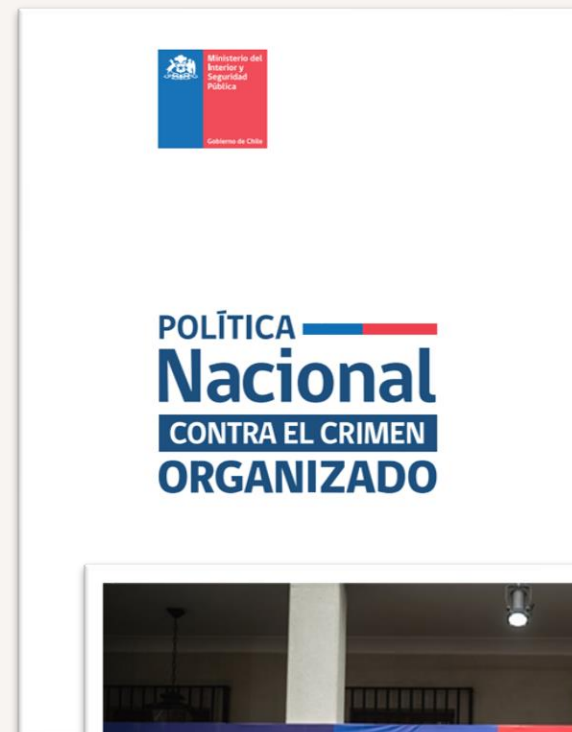 Ministerio del
Interior y
Seguridad
Pública
Gobierno de Chile
POLÍTICA
Nacional
CONTRA EL CRIMEN
ORGANIZADO